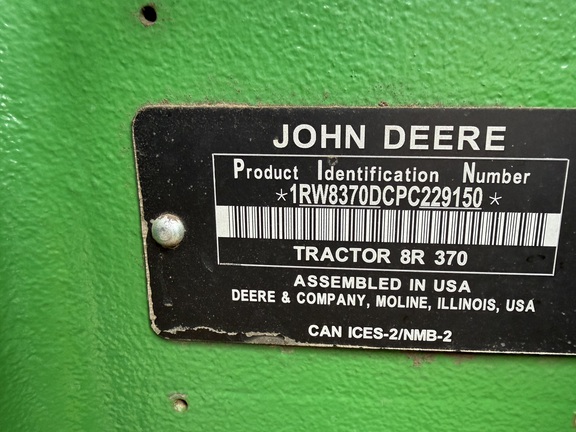 JOHN DEERE
Product Identification Number
*1RW8370DCPC229150*
TRACTOR 8R 370
ASSEMBLED IN USA
DEERE & COMPANY, MOLINE, ILLINOIS, USA
CAN ICES-2/NMB-2